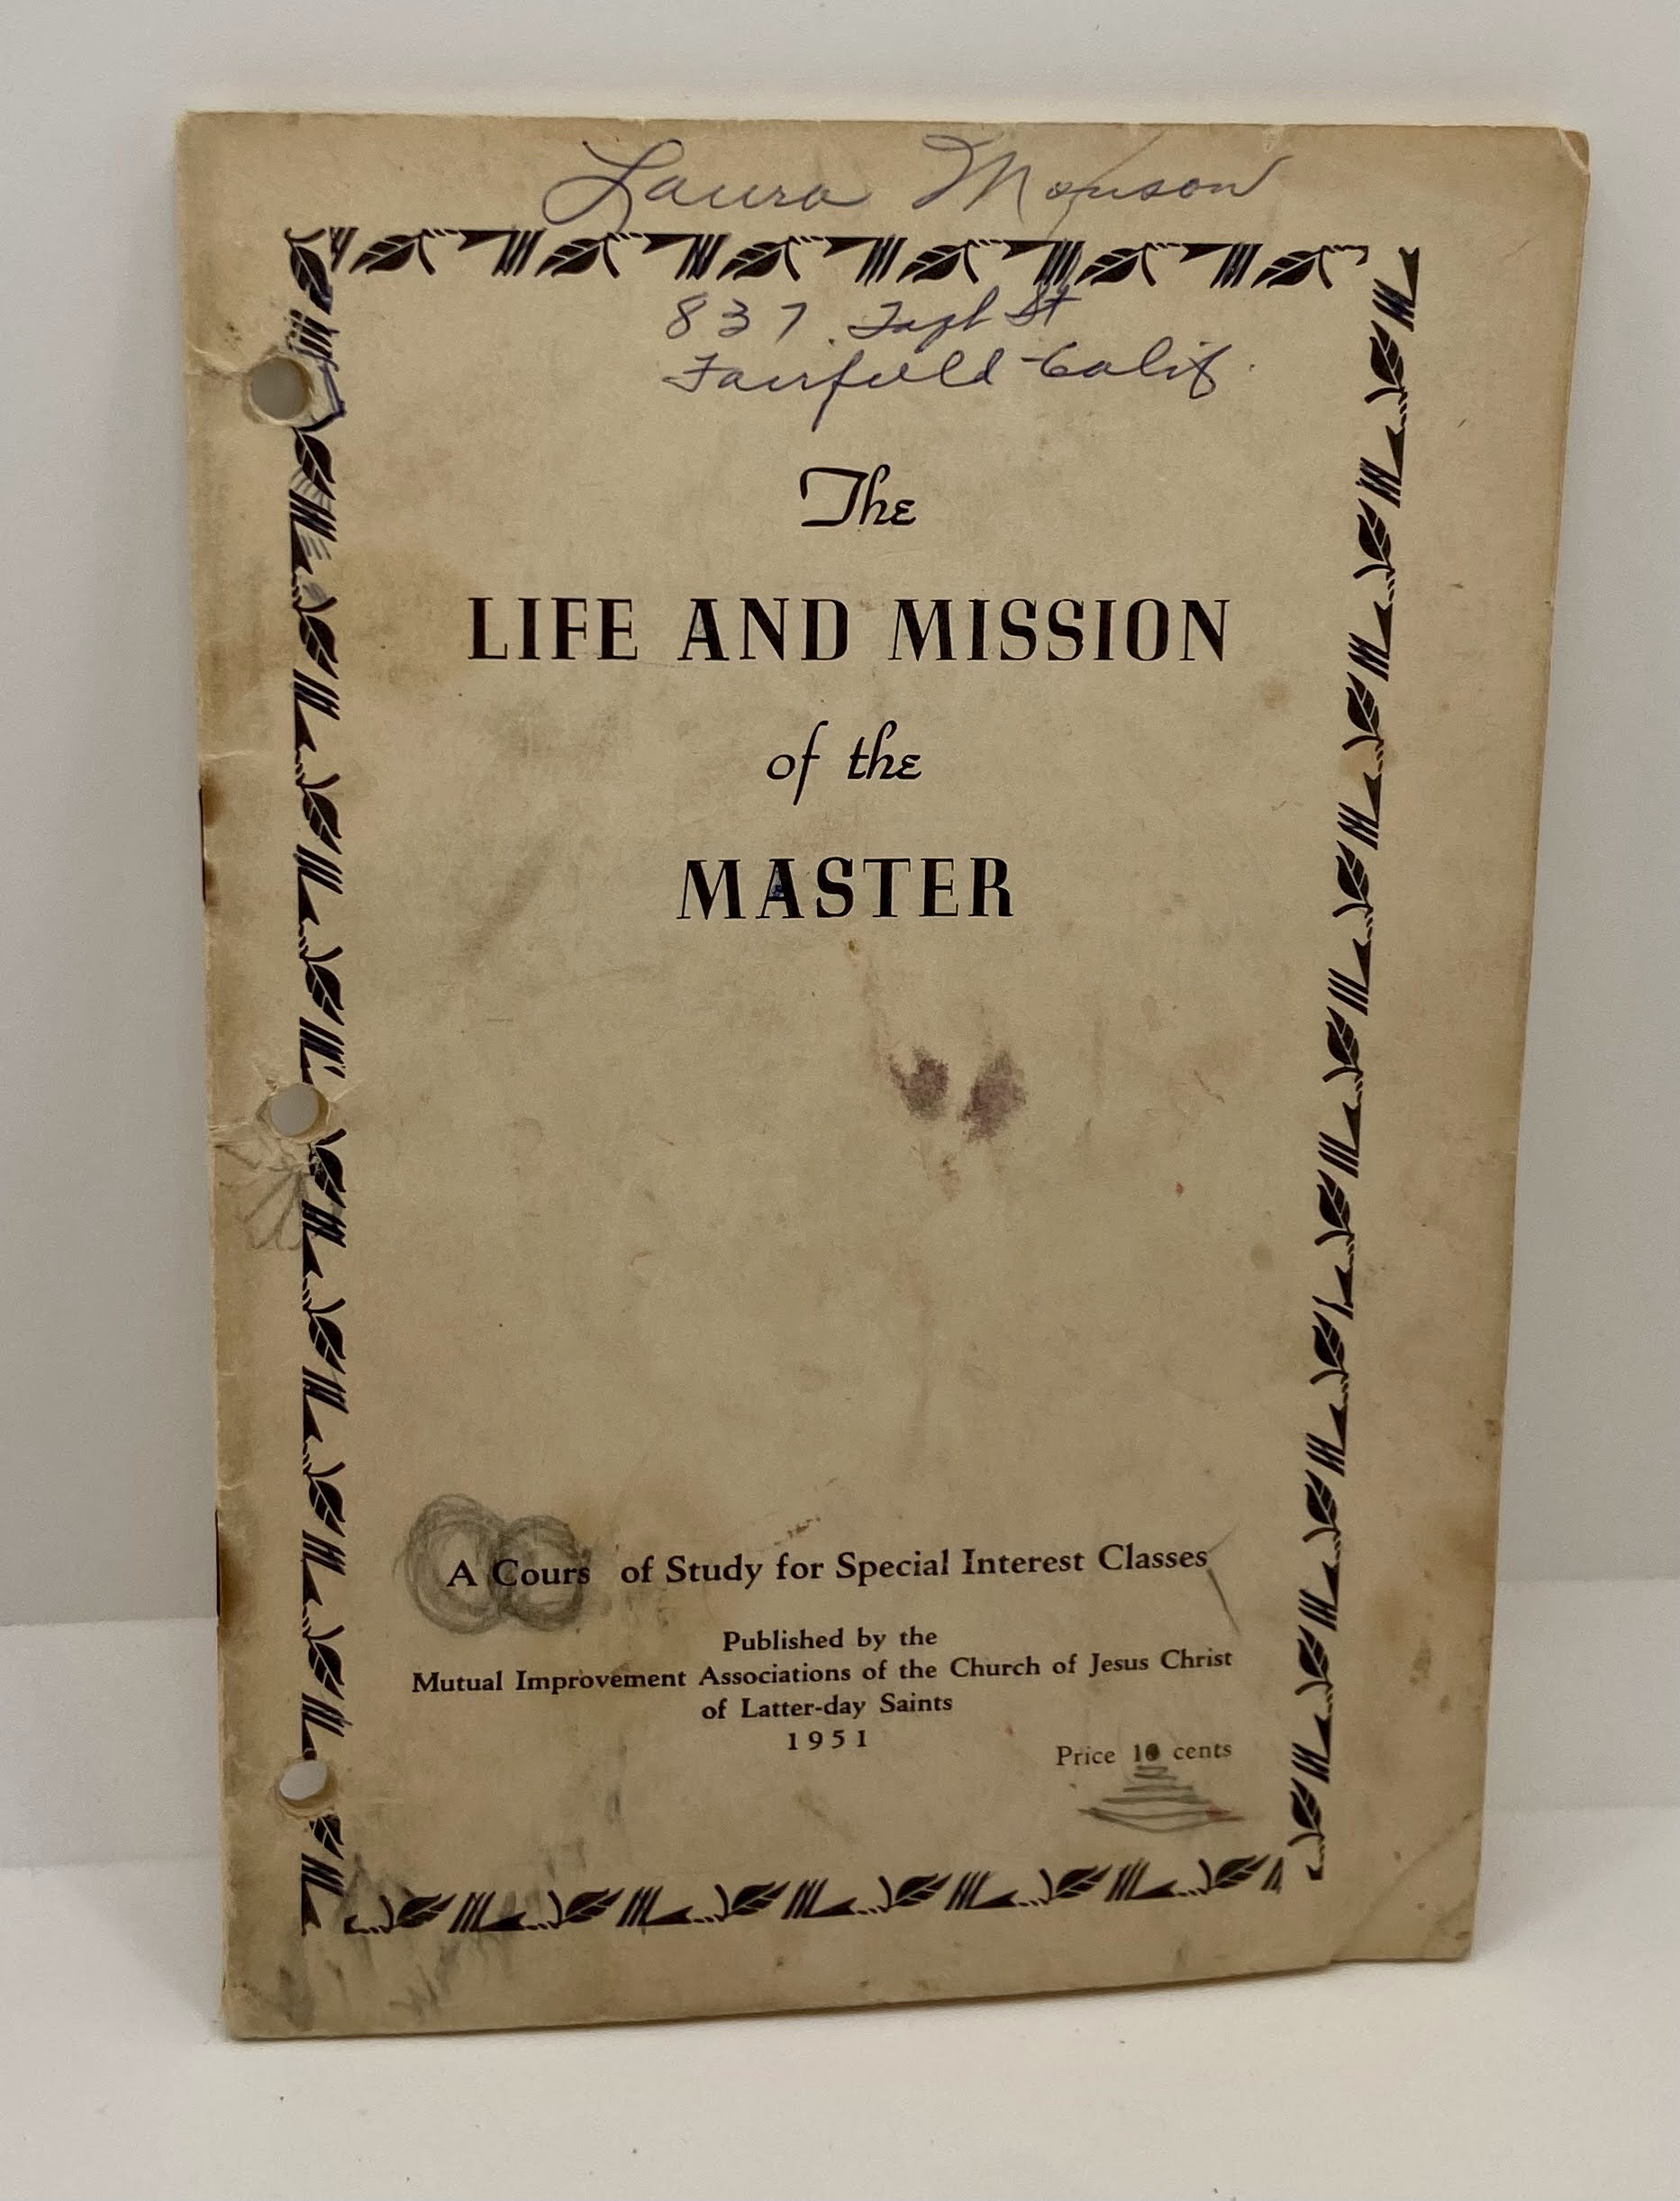 Laura Monson
837 St
Fairfield Calif.
The
LIFE AND MISSION
of the
MASTER
A Cours of Study for Special Interest Classes
Published by the
Mutual Improvement Associations of the Church of Jesus Christ
of Latter-day Saints
1951
Price 10 cents